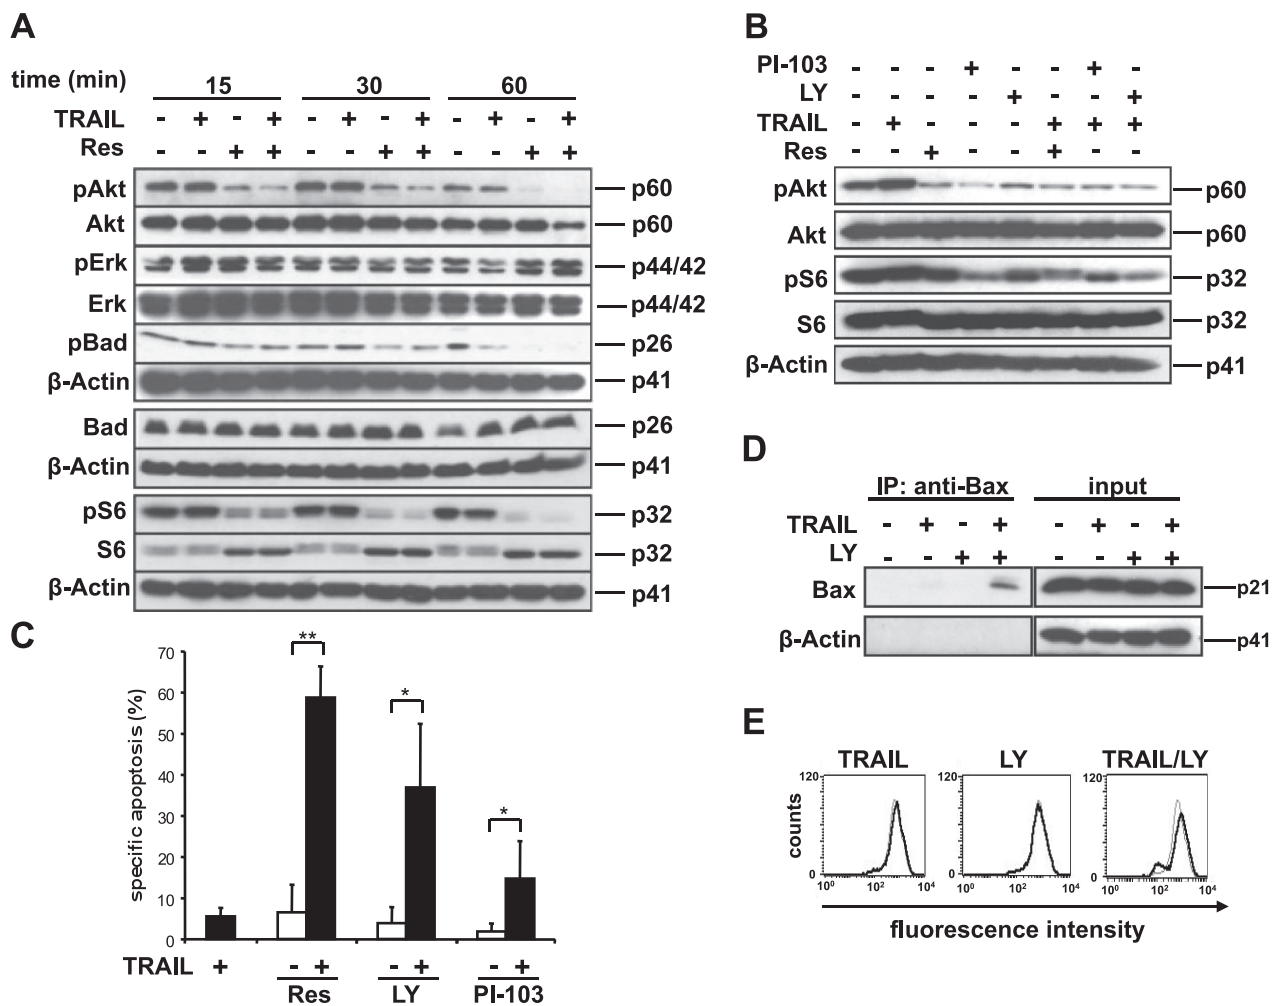 A
time (min) 15 30 60
TRAIL - + - + - + - + - + - +
Res - - + + - - + + - - + +
pAkt p60
Akt p60
pErk p44/42
Erk p44/42
pBad p26
β-Actin p41
Bad p26
β-Actin p41
pS6 p32
S6 p32
β-Actin p41
B
PI-103 - - - + - - + -
LY - - - - + - - +
TRAIL - + - - - + + +
Res - - + - - + - -
pAkt p60
Akt p60
pS6 p32
S6 p32
β-Actin p41
C
specific apoptosis (%)
70
60
50
40
30
20
10
0
** * *
TRAIL + - + - + - +
Res LY PI-103
D
IP: anti-Bax input
TRAIL - + - + - + - +
LY - - + + - - + +
Bax p21
β-Actin p41
E
TRAIL LY TRAIL/LY
counts
120 120 120
0 0 0
10⁰ 10² 10⁴ 10⁰ 10² 10⁴ 10⁰ 10² 10⁴
fluorescence intensity